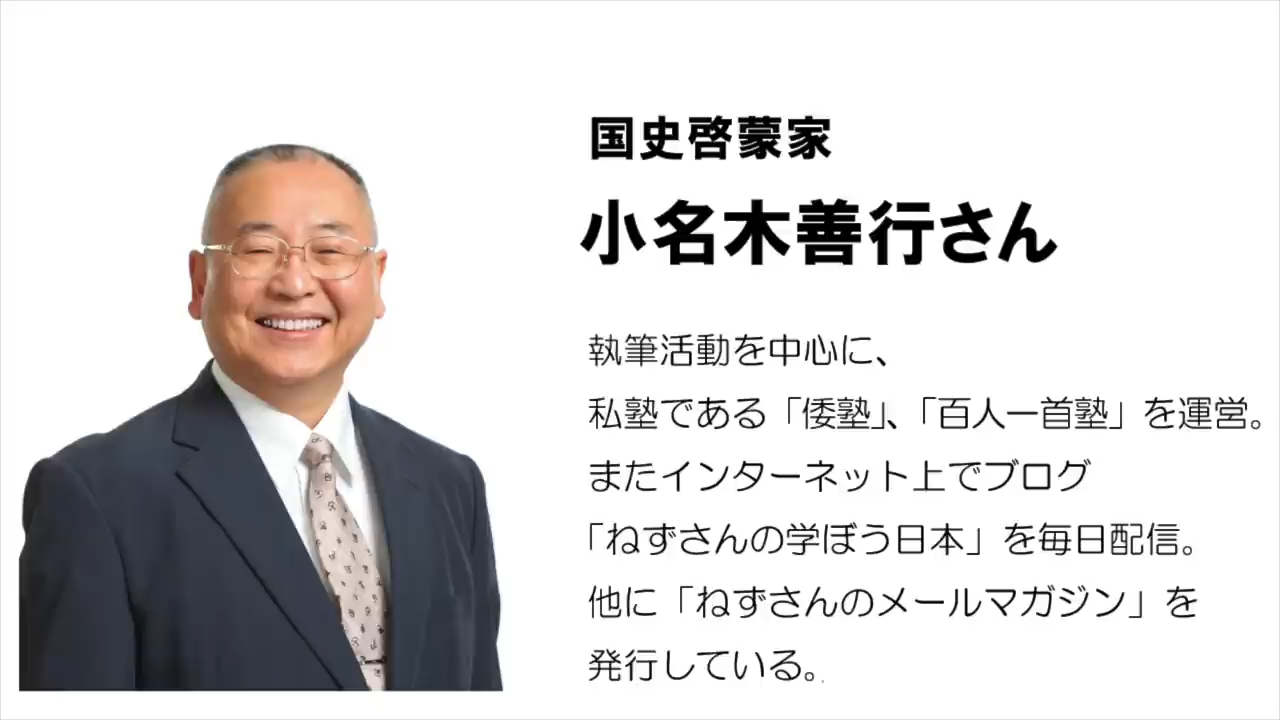 国史啓蒙家
小名木善行さん
執筆活動を中心に、
私塾である「倭塾」、「百人一首塾」を運営。
またインターネット上でブログ
「ねずさんの学ぼう日本」を毎日配信。
他に「ねずさんのメールマガジン」を
発行している。